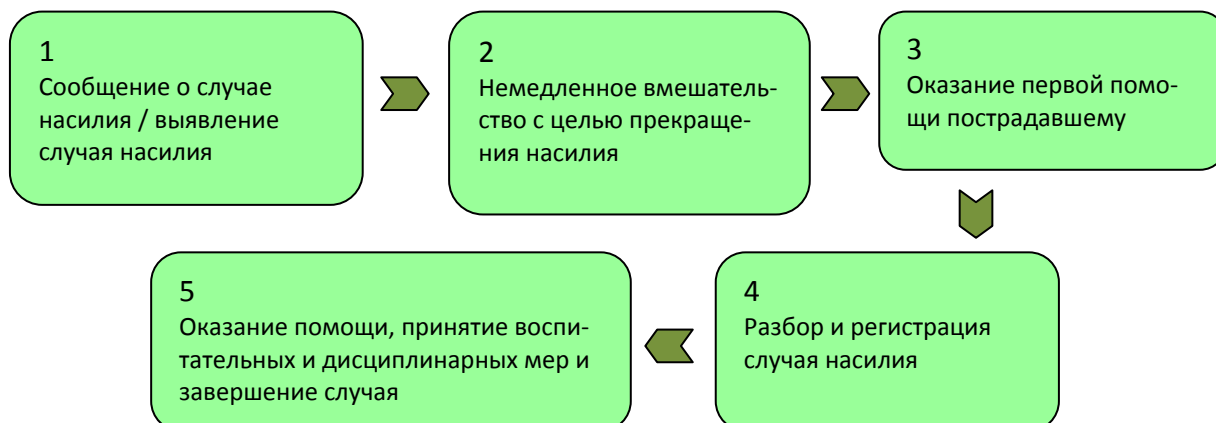 1
Сообщение о случае
насилия / выявление
случая насилия
2
Немедленное вмешатель-
ство с целью прекраще-
ния насилия
3
Оказание первой помо-
щи пострадавшему
4
Разбор и регистрация
случая насилия
5
Оказание помощи, принятие воспи-
тательных и дисциплинарных мер и
завершение случая